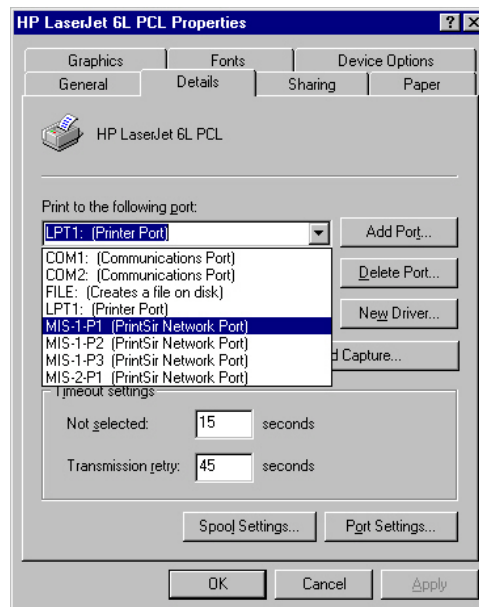 HP LaserJet 6L PCL Properties
Graphics Fonts Device Options
General Details Sharing Paper
HP LaserJet 6L PCL
Print to the following port:
LPT1: (Printer Port) Add Port...
COM1: (Communications Port)
COM2: (Communications Port) Delete Port...
FILE: (Creates a file on disk)
LPT1: (Printer Port) New Driver...
MIS-1-P1 (PrintSir Network Port)
MIS-1-P2 (PrintSir Network Port)
MIS-1-P3 (PrintSir Network Port) d Capture...
MIS-2-P1 (PrintSir Network Port)
Timeout settings
Not selected: 15 seconds
Transmission retry: 45 seconds
Spool Settings... Port Settings...
OK Cancel Apply